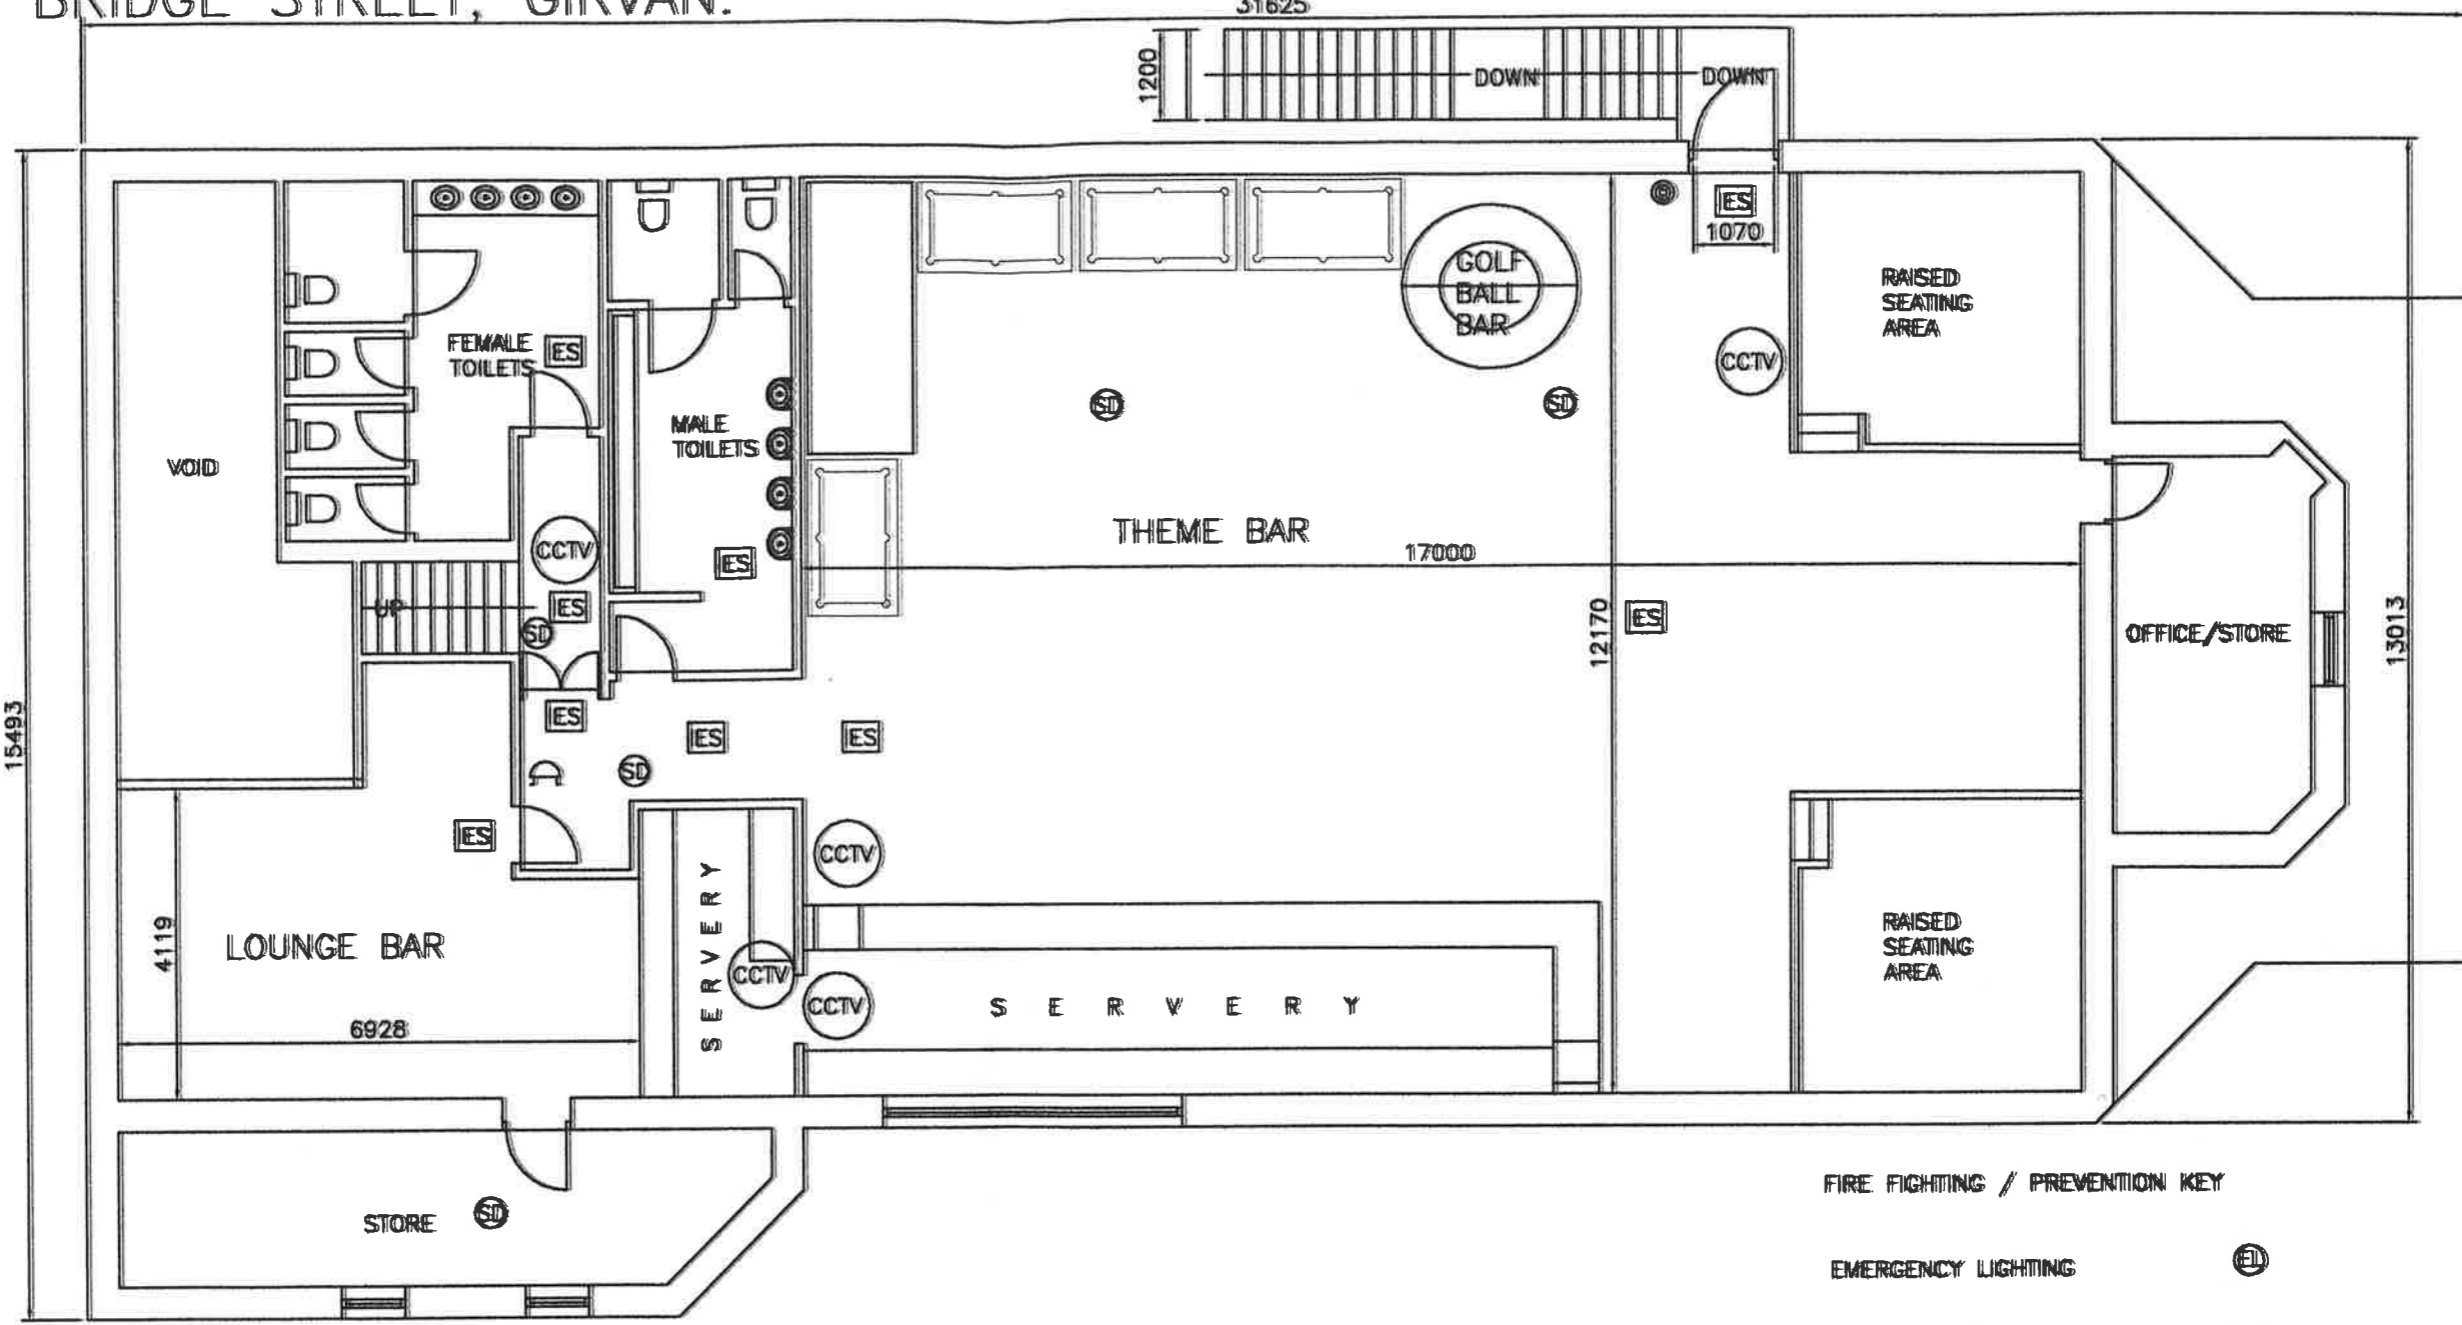 BRIDGE STREET, GIRVAN.
31625
1200
DOWN
DOWN
ES
1070
GOLF
BALL
BAR
RAISED
SEATING
AREA
CCTV
FEMALE
TOILETS
ES
MALE
TOILETS
SD
SD
VOID
THEME BAR
17000
CCTV
ES
UP
ES
SD
12170
ES
OFFICE/STORE
13013
15493
ES
ES
ES
SD
ES
CCTV
SERVERY
4119
LOUNGE BAR
CCTV
CCTV
SERVERY
RAISED
SEATING
AREA
6928
STORE
SD
FIRE FIGHTING / PREVENTION KEY
EMERGENCY LIGHTING
EL